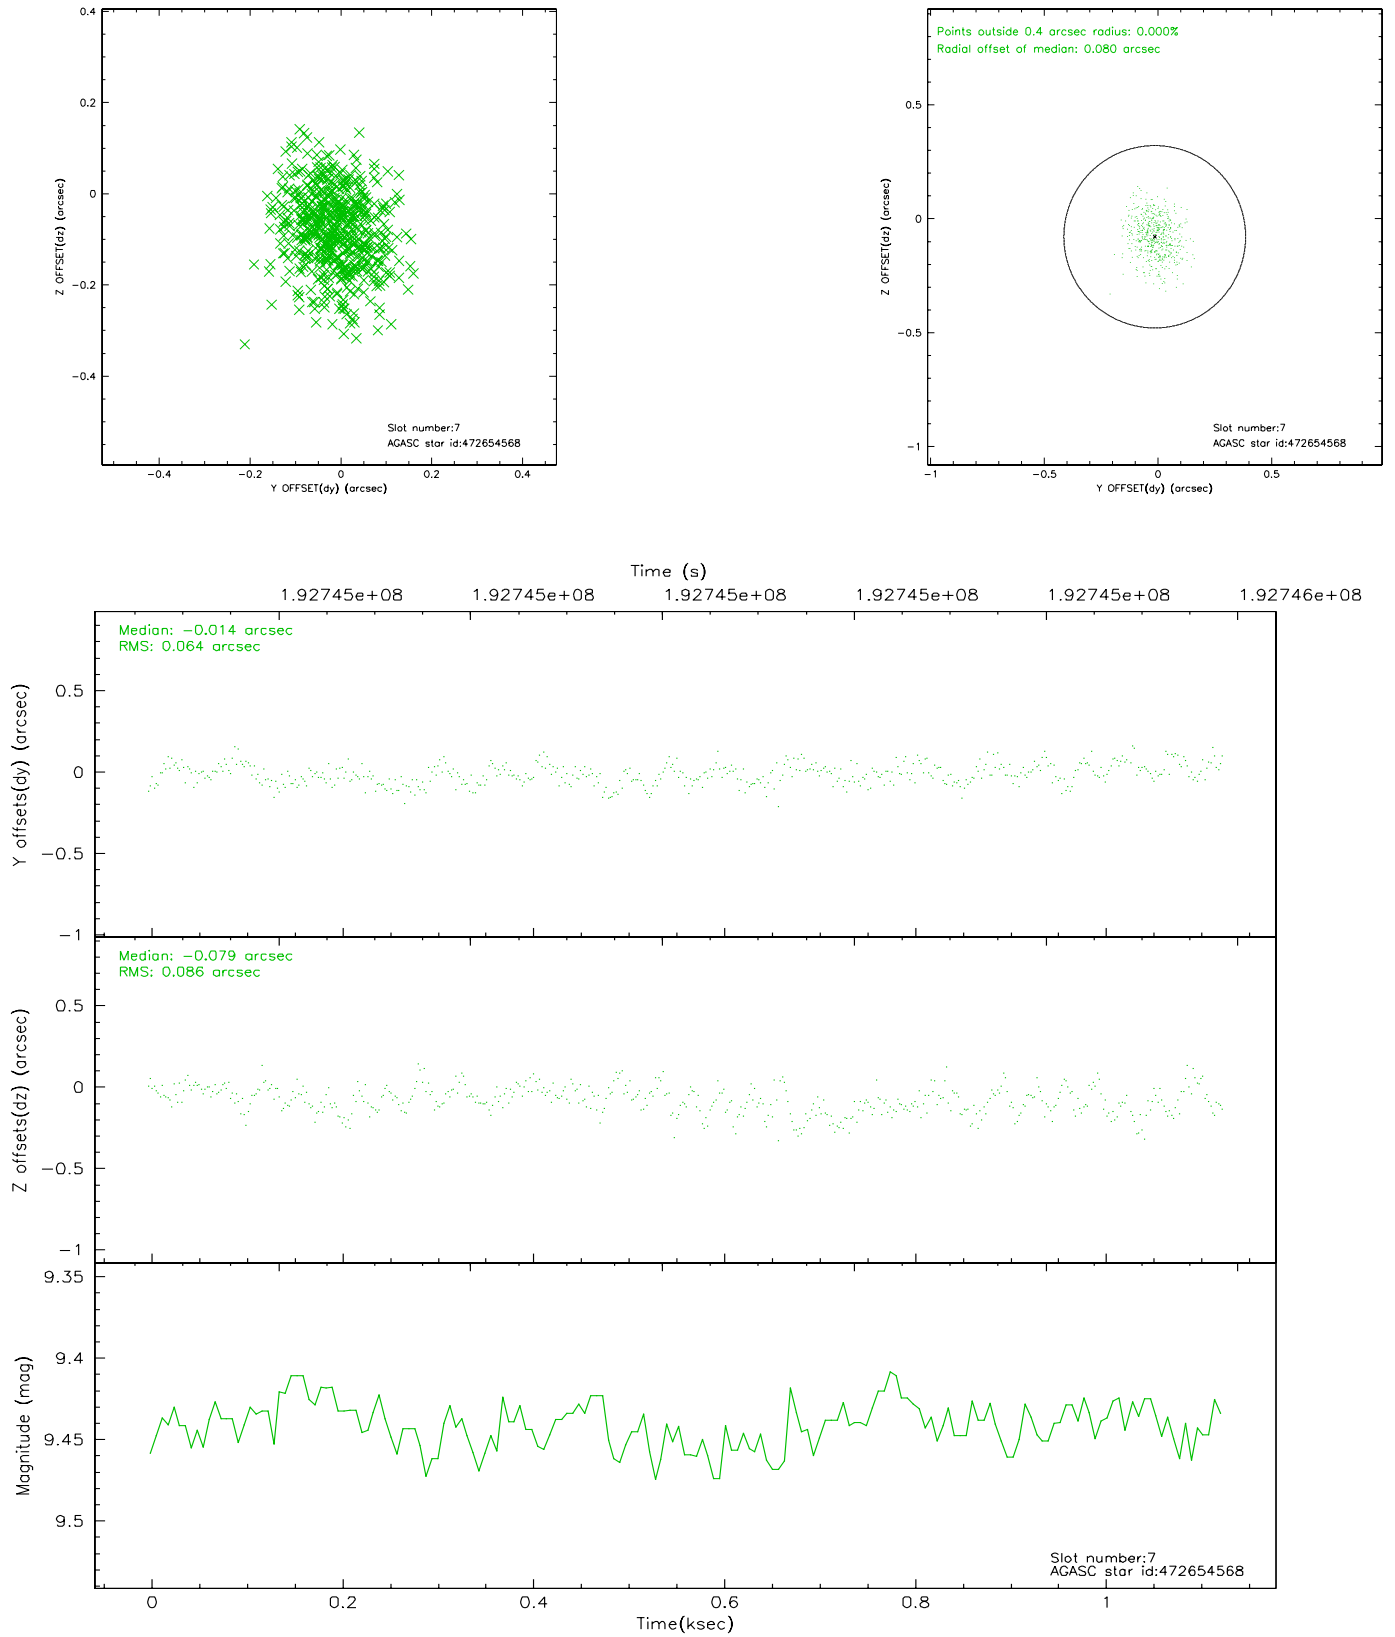 0.4
0.2
0
−0.2
−0.4
Z OFFSET(dz) (arcsec)
−0.4
−0.2
0
0.2
0.4
Y OFFSET(dy) (arcsec)
Slot number:7
AGASC star id:472654568
Points outside 0.4 arcsec radius: 0.000%
Radial offset of median: 0.080 arcsec
0.5
0
−0.5
−1
Z OFFSET(dz) (arcsec)
−1
−0.5
0
0.5
Y OFFSET(dy) (arcsec)
Slot number:7
AGASC star id:472654568
Time (s)
1.92745e+08
1.92745e+08
1.92745e+08
1.92745e+08
1.92745e+08
1.92746e+08
Median: −0.014 arcsec
RMS: 0.064 arcsec
0.5
0
−0.5
−1
Y offsets(dy) (arcsec)
Median: −0.079 arcsec
RMS: 0.086 arcsec
0.5
0
−0.5
−1
Z offsets(dz) (arcsec)
9.35
9.4
9.45
9.5
Magnitude (mag)
Slot number:7
AGASC star id:472654568
0
0.2
0.4
0.6
0.8
1
Time(ksec)